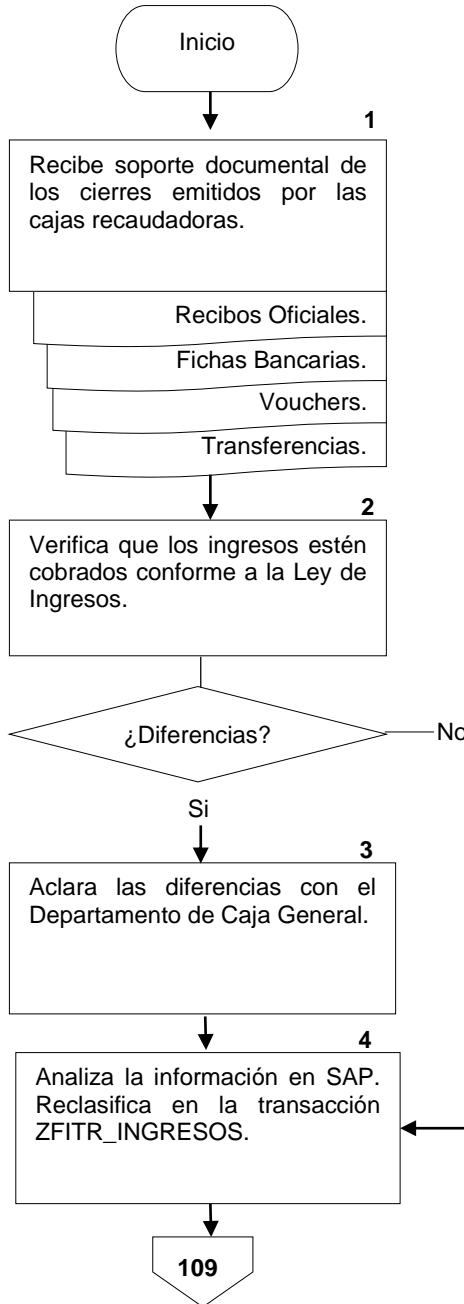 Inicio
1
Recibe soporte documental de
los cierres emitidos por las
cajas recaudadoras.
Recibos Oficiales.
Fichas Bancarias.
Vouchers.
Transferencias.
2
Verifica que los ingresos estén
cobrados conforme a la Ley de
Ingresos.
¿Diferencias?
No
Si
3
Aclara las diferencias con el
Departamento de Caja General.
4
Analiza la información en SAP.
Reclasifica en la transacción
ZFITR_INGRESOS.
109